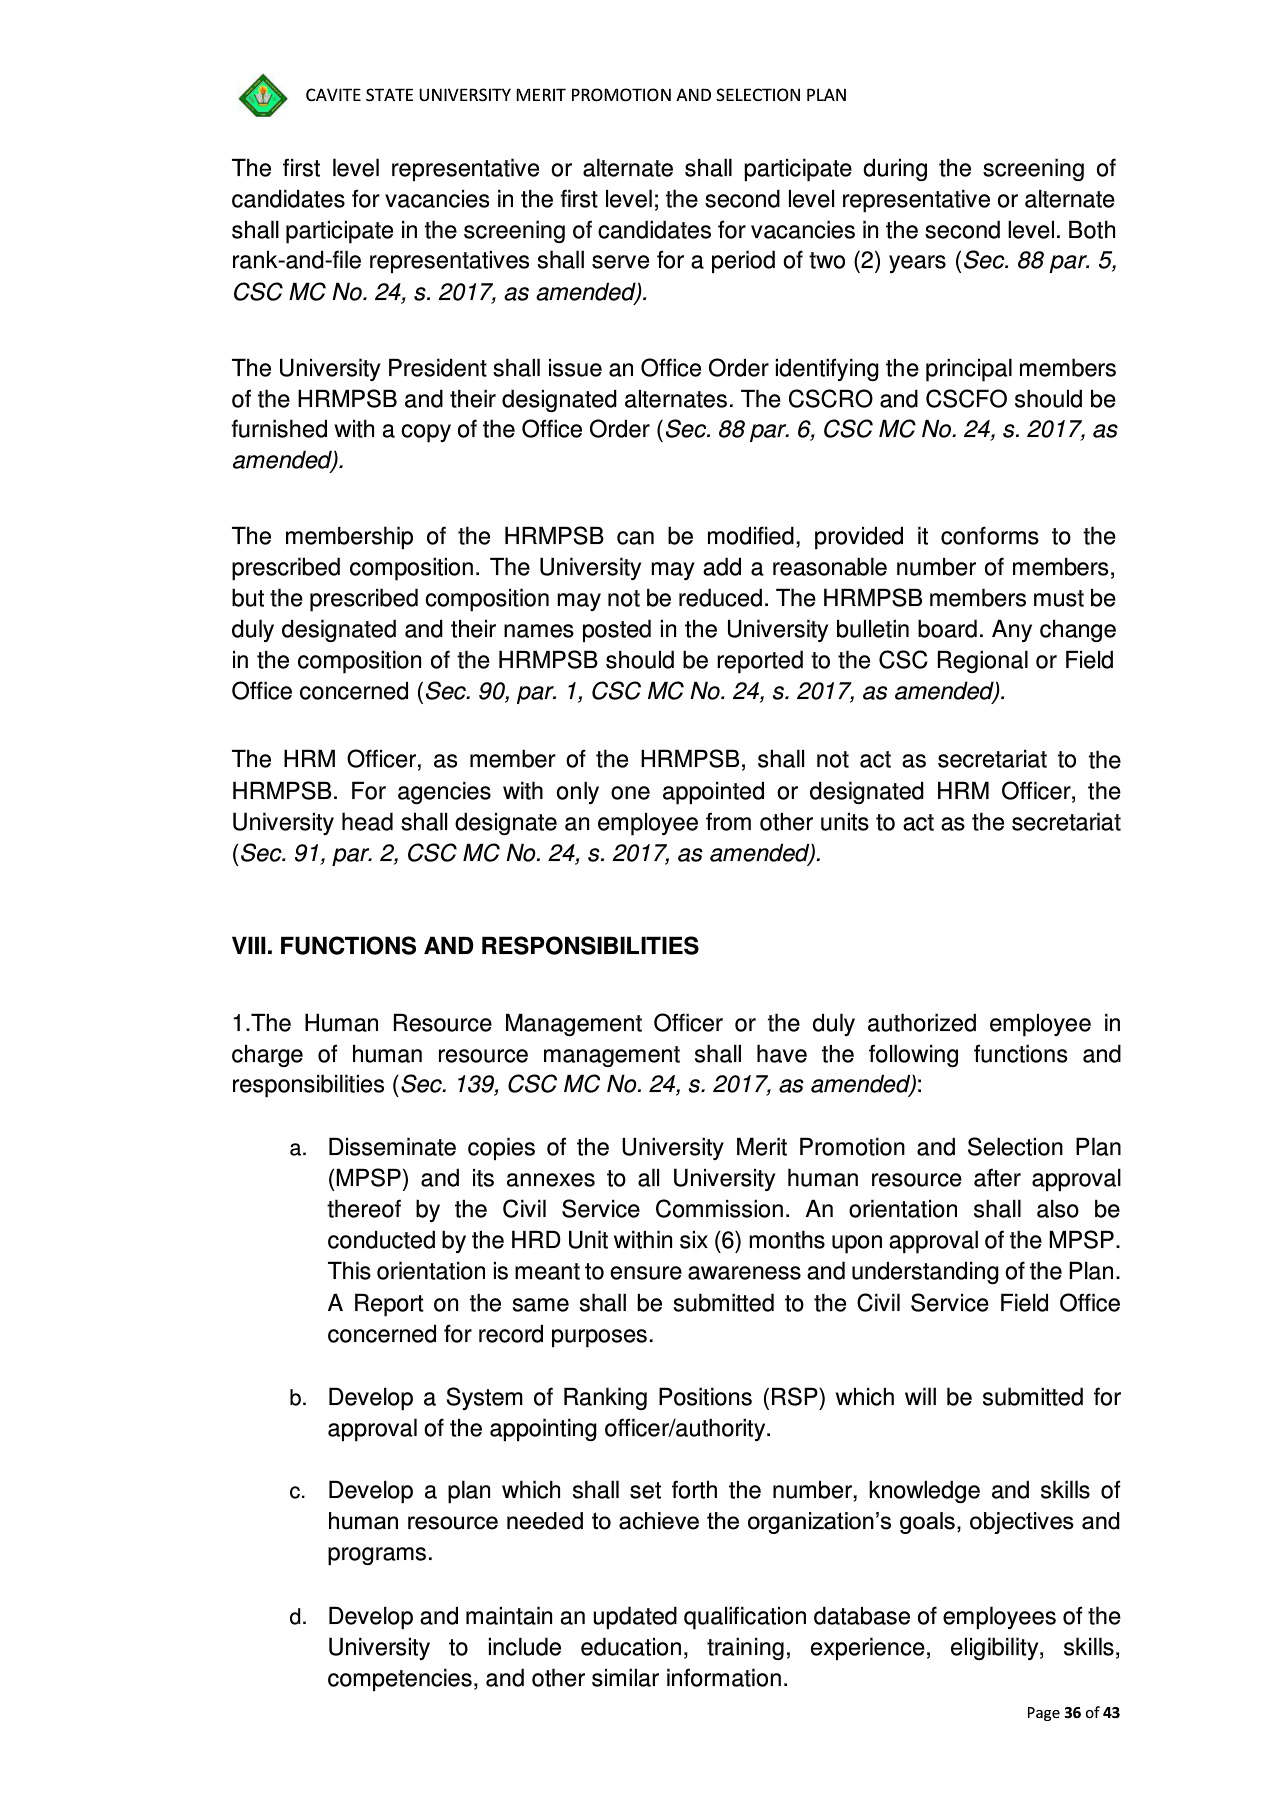 CAVITE STATE UNIVERSITY MERIT PROMOTION AND SELECTION PLAN
The first level representative or alternate shall participate during the screening of
candidates for vacancies in the first level; the second level representative or alternate
shall participate in the screening of candidates for vacancies in the second level. Both
rank-and-file representatives shall serve for a period of two (2) years (Sec. 88 par. 5,
CSC MC No. 24, s. 2017, as amended).
The University President shall issue an Office Order identifying the principal members
of the HRMPSB and their designated alternates. The CSCRO and CSCFO should be
furnished with a copy of the Office Order (Sec. 88 par. 6, CSC MC No. 24, s. 2017, as
amended).
The membership of the HRMPSB can be modified, provided it conforms to the
prescribed composition. The University may add a reasonable number of members,
but the prescribed composition may not be reduced. The HRMPSB members must be
duly designated and their names posted in the University bulletin board. Any change
in the composition of the HRMPSB should be reported to the CSC Regional or Field
Office concerned (Sec. 90, par. 1, CSC MC No. 24, s. 2017, as amended).
The HRM Officer, as member of the HRMPSB, shall not act as secretariat to the
HRMPSB. For agencies with only one appointed or designated HRM Officer, the
University head shall designate an employee from other units to act as the secretariat
(Sec. 91, par. 2, CSC MC No. 24, s. 2017, as amended).
VIII. FUNCTIONS AND RESPONSIBILITIES
1.The Human Resource Management Officer or the duly authorized employee in
charge of human resource management shall have the following functions and
responsibilities (Sec. 139, CSC MC No. 24, s. 2017, as amended):
a. Disseminate copies of the University Merit Promotion and Selection Plan
(MPSP) and its annexes to all University human resource after approval
thereof by the Civil Service Commission. An orientation shall also be
conducted by the HRD Unit within six (6) months upon approval of the MPSP.
This orientation is meant to ensure awareness and understanding of the Plan.
A Report on the same shall be submitted to the Civil Service Field Office
concerned for record purposes.
b. Develop a System of Ranking Positions (RSP) which will be submitted for
approval of the appointing officer/authority.
c. Develop a plan which shall set forth the number, knowledge and skills of
human resource needed to achieve the organization’s goals, objectives and
programs.
d. Develop and maintain an updated qualification database of employees of the
University to include education, training, experience, eligibility, skills,
competencies, and other similar information.
Page 36 of 43